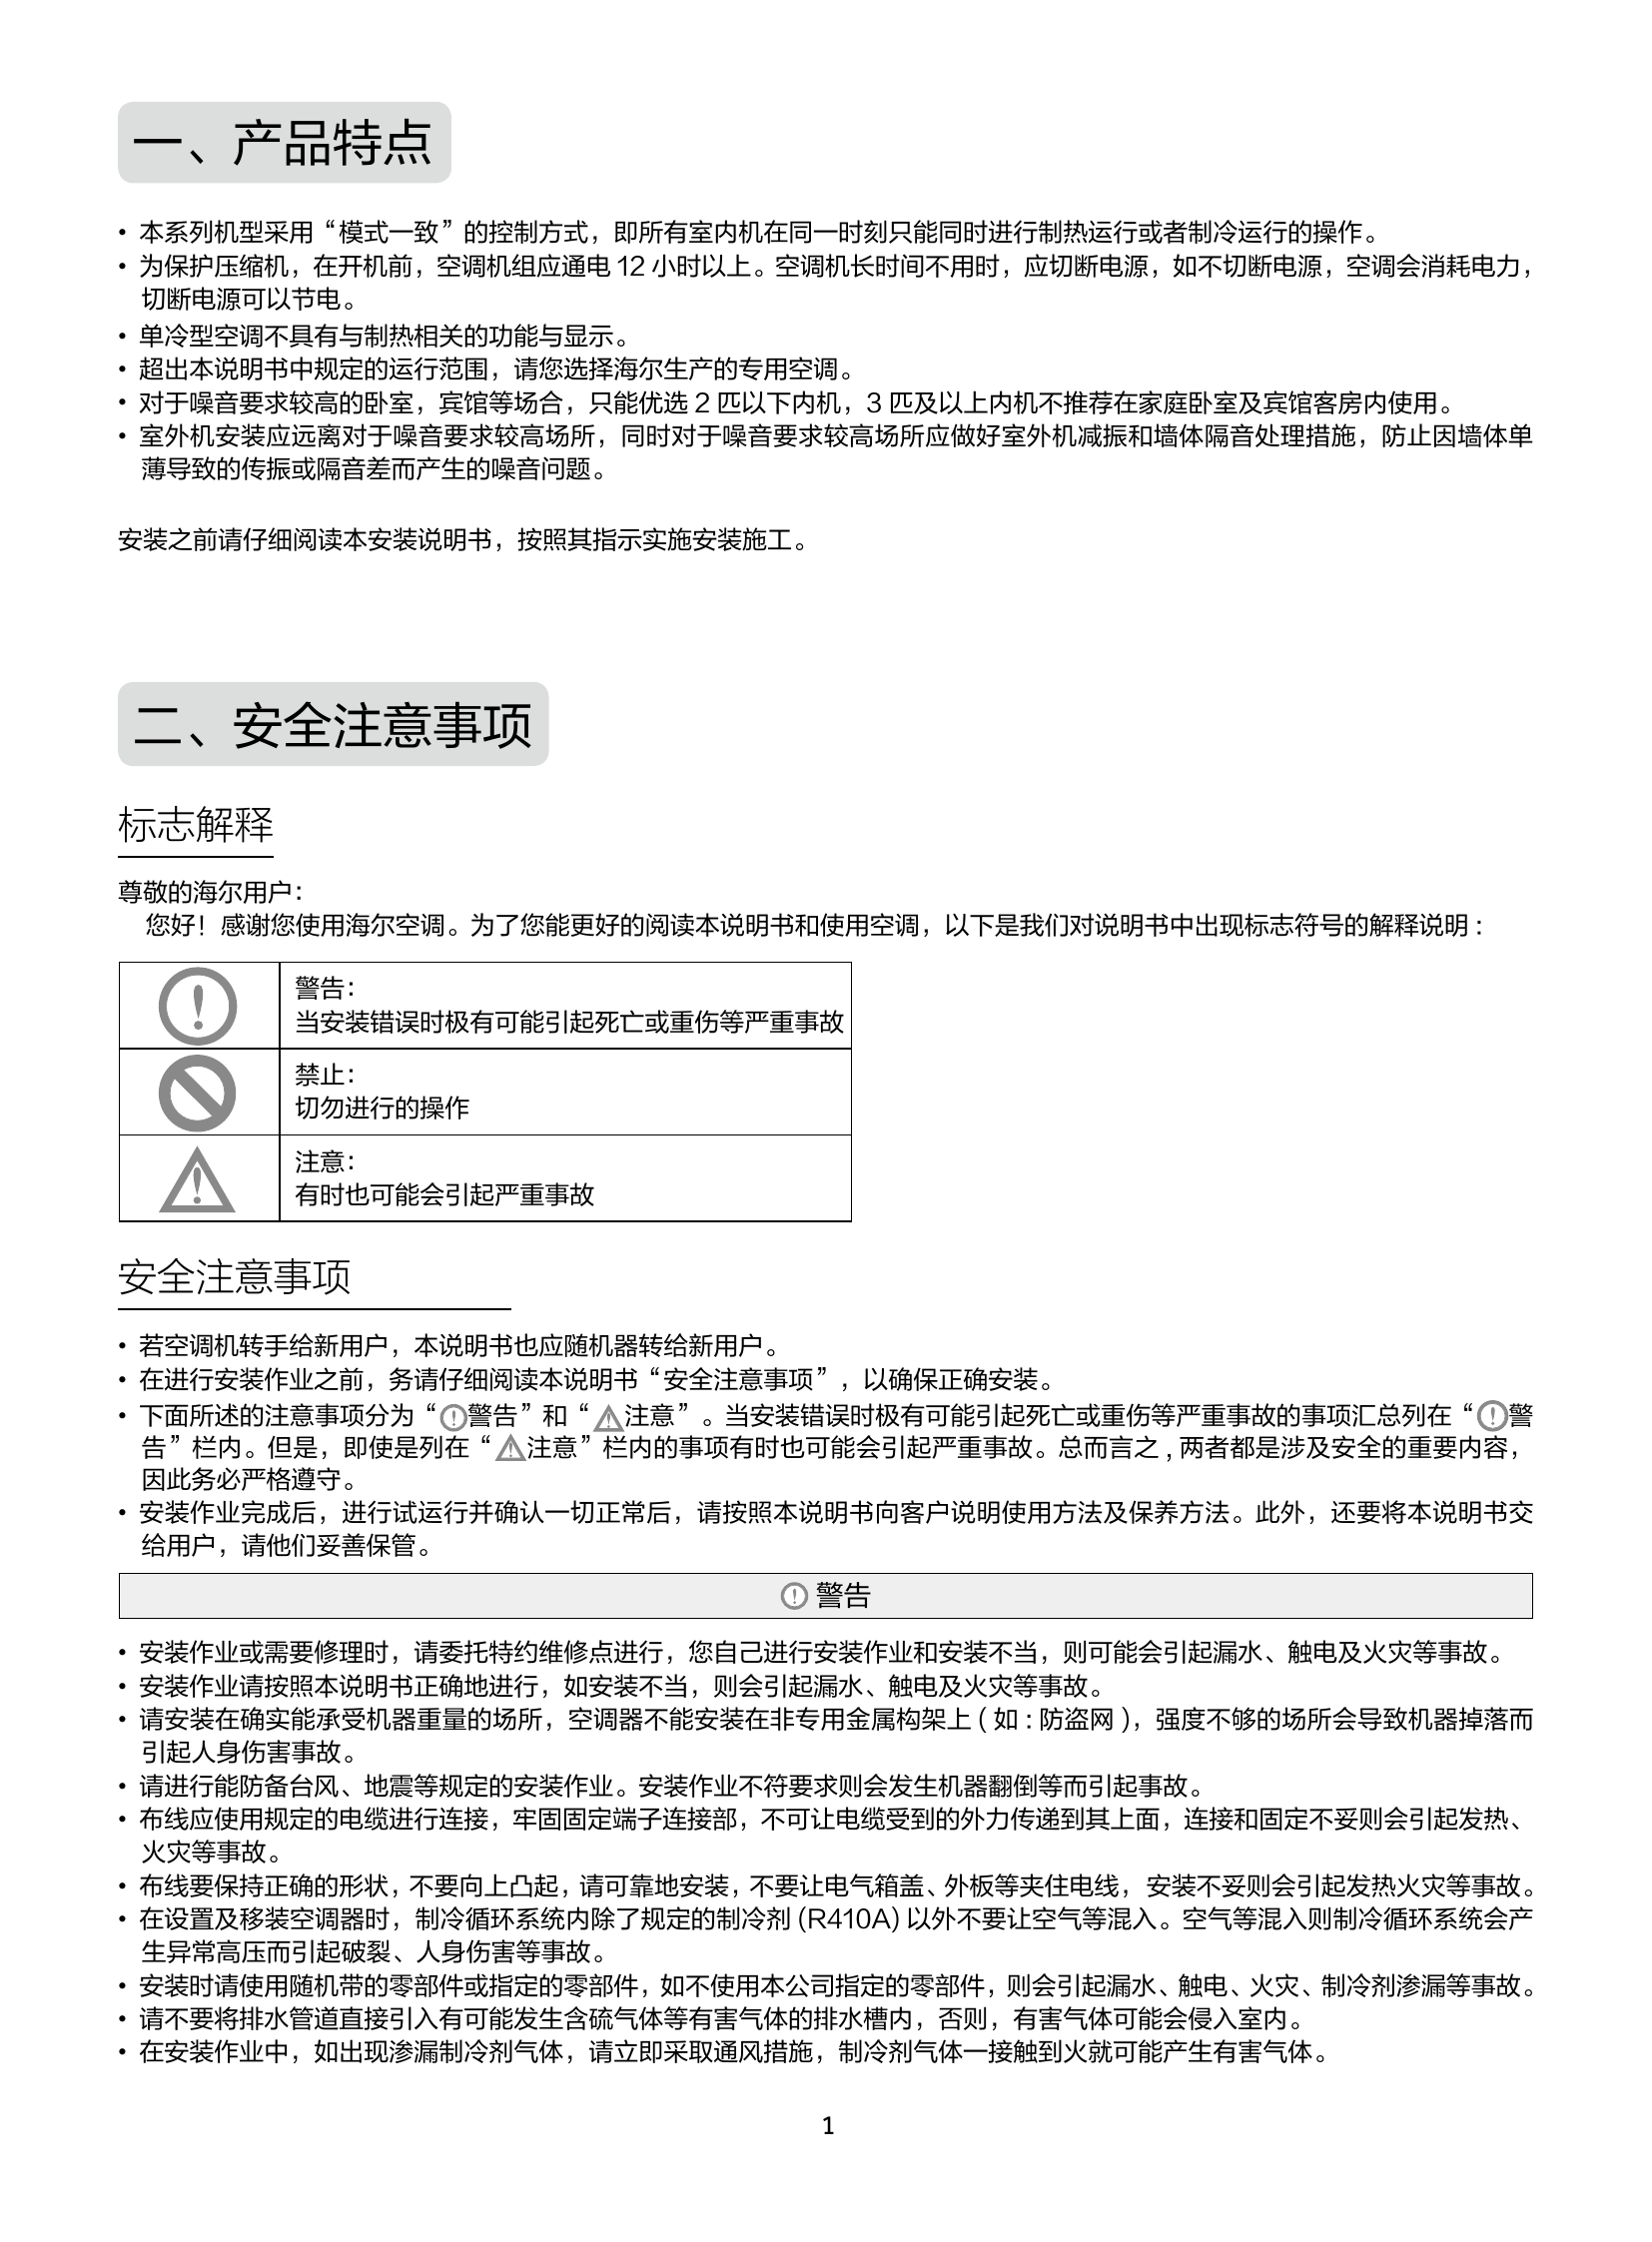 一、产品特点
• 本系列机型采用“模式一致”的控制方式，即所有室内机在同一时刻只能同时进行制热运行或者制冷运行的操作。
• 为保护压缩机，在开机前，空调机组应通电 12 小时以上。空调机长时间不用时，应切断电源，如不切断电源，空调会消耗电力，
切断电源可以节电。
• 单冷型空调不具有与制热相关的功能与显示。
• 超出本说明书中规定的运行范围，请您选择海尔生产的专用空调。
• 对于噪音要求较高的卧室，宾馆等场合，只能优选 2 匹以下内机，3 匹及以上内机不推荐在家庭卧室及宾馆客房内使用。
• 室外机安装应远离对于噪音要求较高场所，同时对于噪音要求较高场所应做好室外机减振和墙体隔音处理措施，防止因墙体单
薄导致的传振或隔音差而产生的噪音问题。
安装之前请仔细阅读本安装说明书，按照其指示实施安装施工。
二、安全注意事项
标志解释
尊敬的海尔用户：
您好！感谢您使用海尔空调。为了您能更好的阅读本说明书和使用空调，以下是我们对说明书中出现标志符号的解释说明：
警告：
当安装错误时极有可能引起死亡或重伤等严重事故
禁止：
切勿进行的操作
注意：
有时也可能会引起严重事故
安全注意事项
• 若空调机转手给新用户，本说明书也应随机器转给新用户。
• 在进行安装作业之前，务请仔细阅读本说明书“安全注意事项”，以确保正确安装。
• 下面所述的注意事项分为“警告”和“注意”。当安装错误时极有可能引起死亡或重伤等严重事故的事项汇总列在“警
告”栏内。但是，即使是列在“注意”栏内的事项有时也可能会引起严重事故。总而言之 , 两者都是涉及安全的重要内容，
因此务必严格遵守。
• 安装作业完成后，进行试运行并确认一切正常后，请按照本说明书向客户说明使用方法及保养方法。此外，还要将本说明书交
给用户，请他们妥善保管。
警告
• 安装作业或需要修理时，请委托特约维修点进行，您自己进行安装作业和安装不当，则可能会引起漏水、触电及火灾等事故。
• 安装作业请按照本说明书正确地进行，如安装不当，则会引起漏水、触电及火灾等事故。
• 请安装在确实能承受机器重量的场所，空调器不能安装在非专用金属构架上 ( 如 : 防盗网 )，强度不够的场所会导致机器掉落而
引起人身伤害事故。
• 请进行能防备台风、地震等规定的安装作业。安装作业不符要求则会发生机器翻倒等而引起事故。
• 布线应使用规定的电缆进行连接，牢固固定端子连接部，不可让电缆受到的外力传递到其上面，连接和固定不妥则会引起发热、
火灾等事故。
• 布线要保持正确的形状，不要向上凸起，请可靠地安装，不要让电气箱盖、外板等夹住电线，安装不妥则会引起发热火灾等事故。
• 在设置及移装空调器时，制冷循环系统内除了规定的制冷剂 (R410A) 以外不要让空气等混入。空气等混入则制冷循环系统会产
生异常高压而引起破裂、人身伤害等事故。
• 安装时请使用随机带的零部件或指定的零部件，如不使用本公司指定的零部件，则会引起漏水、触电、火灾、制冷剂渗漏等事故。
• 请不要将排水管道直接引入有可能发生含硫气体等有害气体的排水槽内，否则，有害气体可能会侵入室内。
• 在安装作业中，如出现渗漏制冷剂气体，请立即采取通风措施，制冷剂气体一接触到火就可能产生有害气体。
1